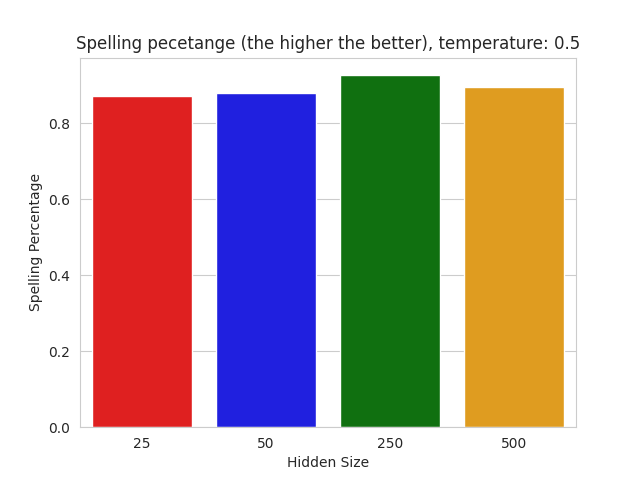 Spelling pecetange (the higher the better), temperature: 0.5
Spelling Percentage
0.8
0.6
0.4
0.2
0.0
25 50 250 500
Hidden Size